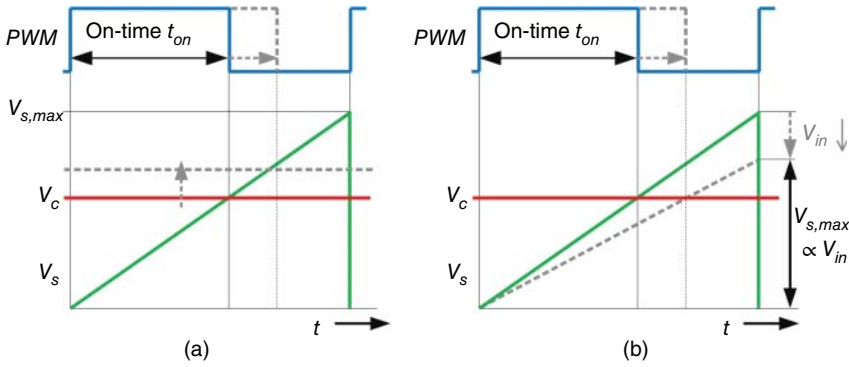 PWM
On-time t_on
V_s,max
V_c
V_s
t
(a)
PWM
On-time t_on
V_in ↓
V_c
V_s,max
∝ V_in
V_s
t
(b)